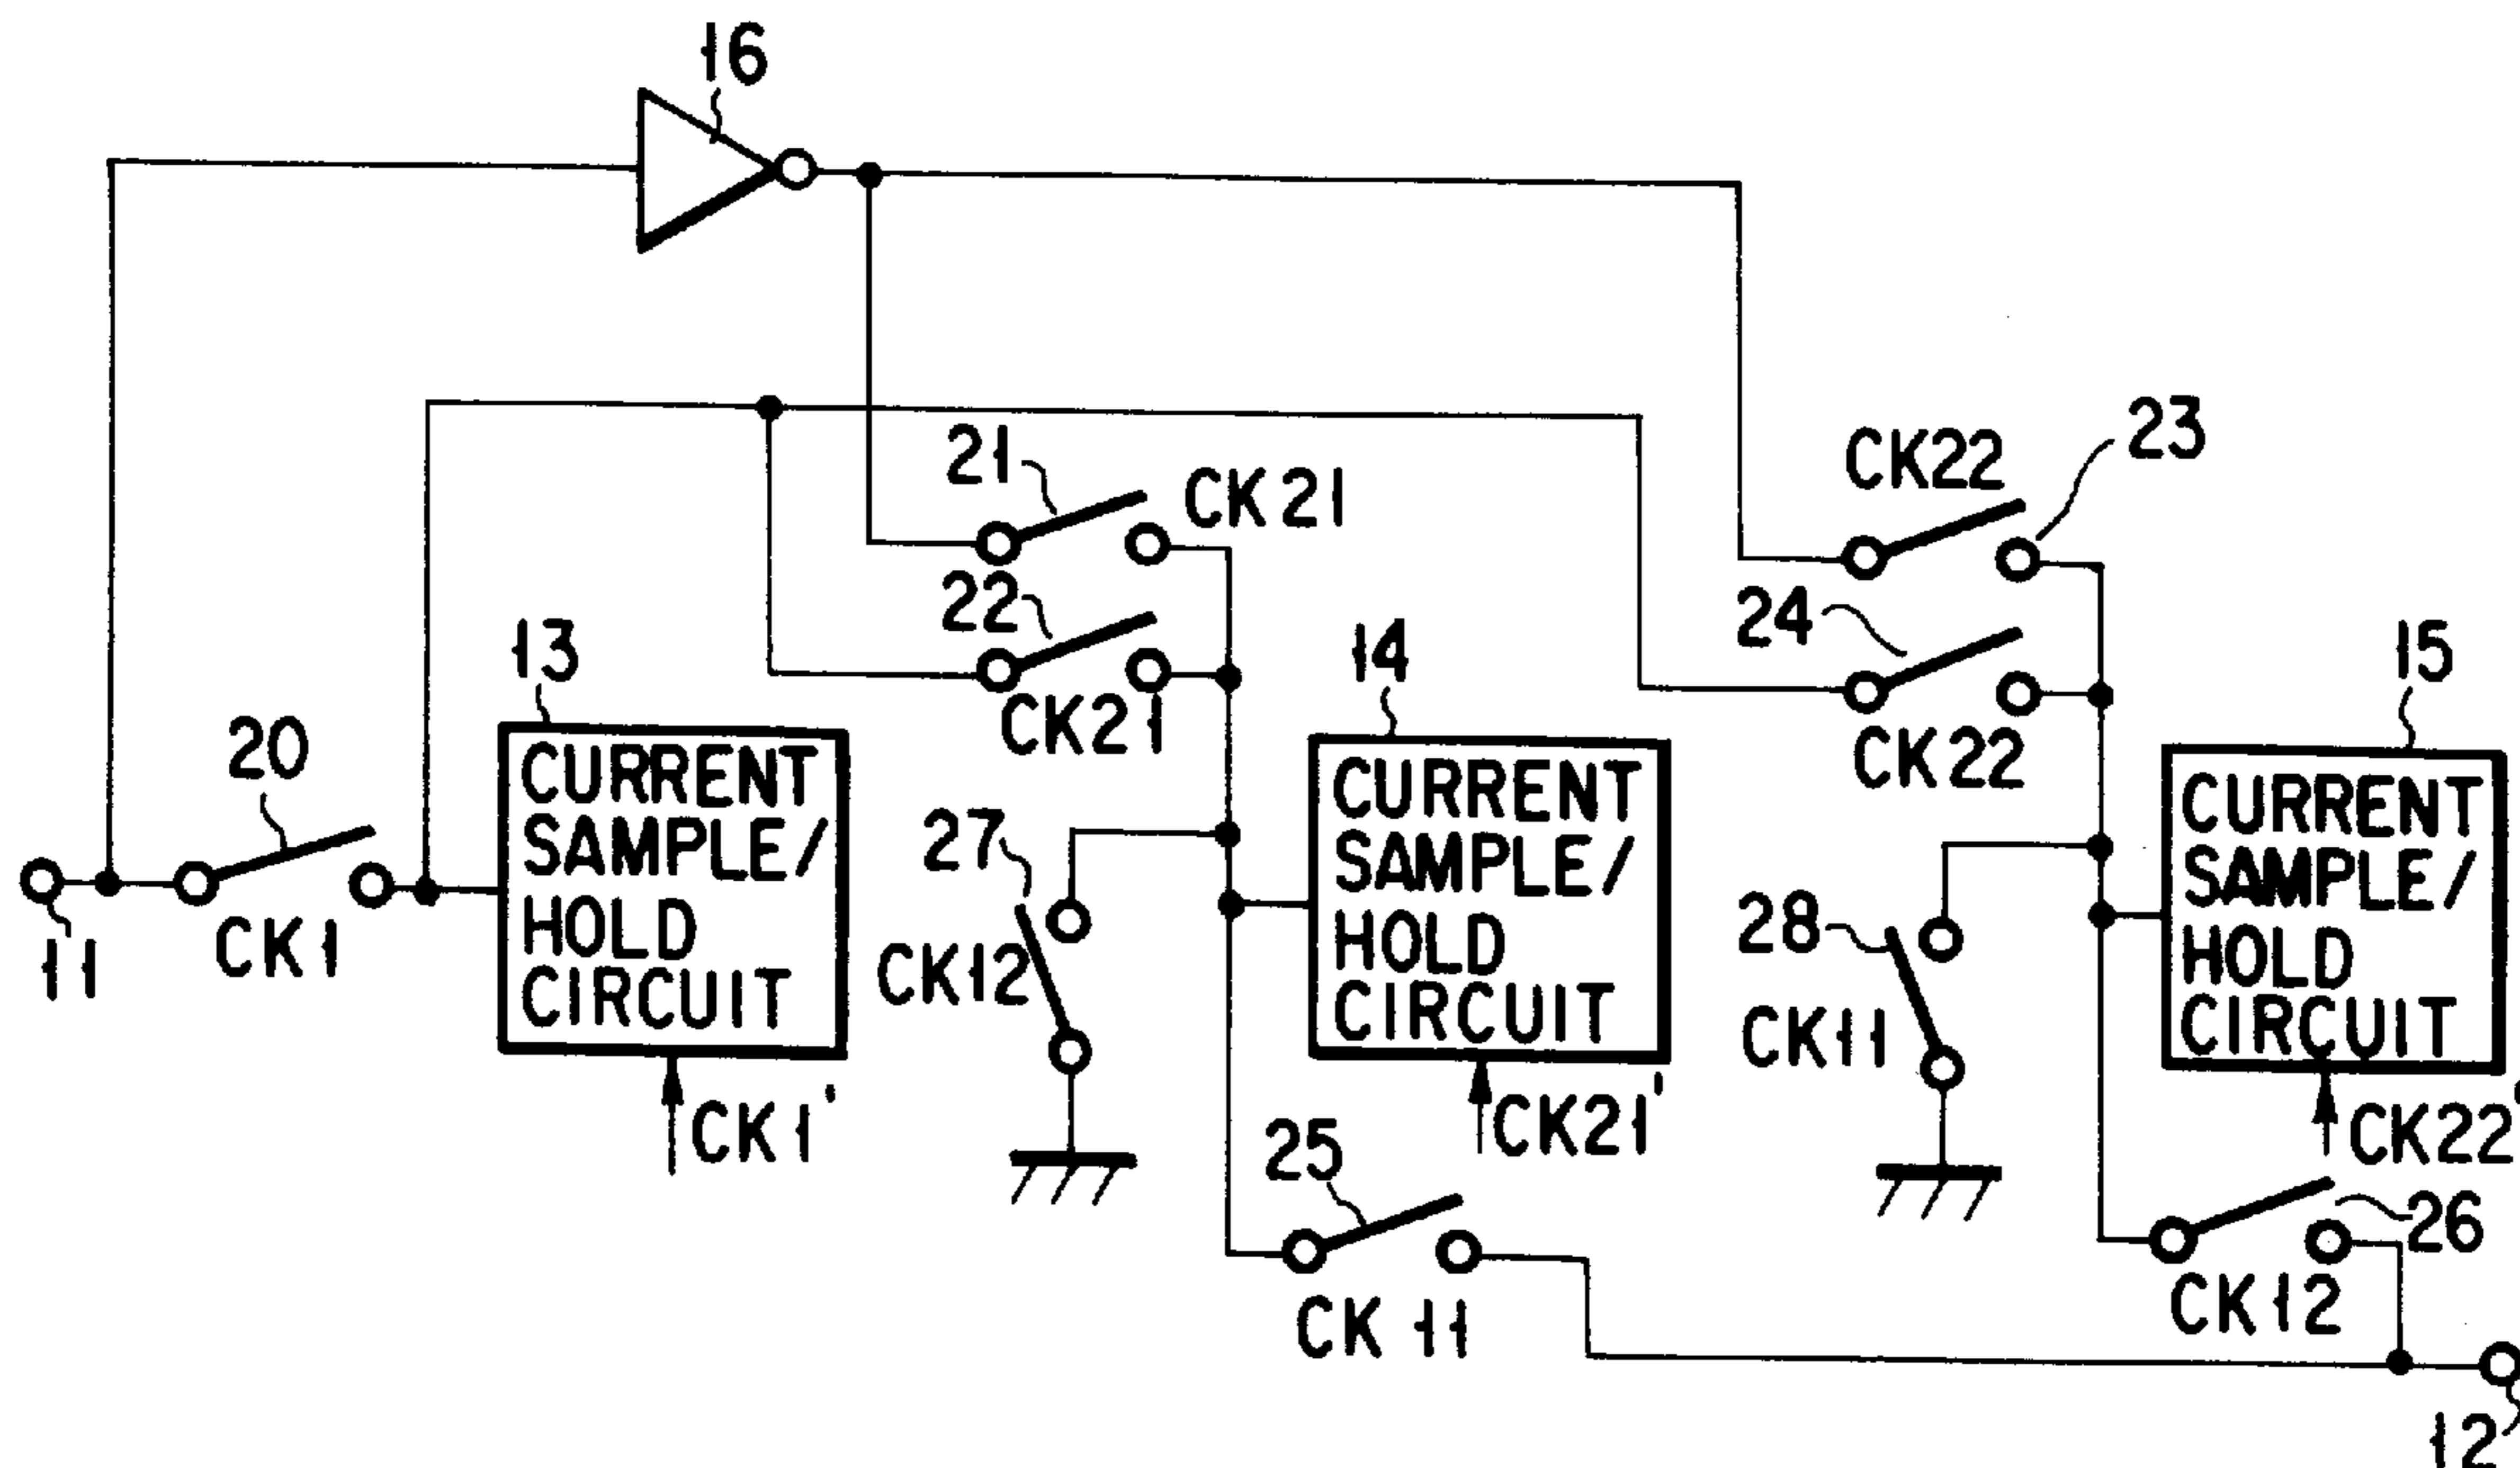 16
23
CK22
21
CK21
22
24
13
14
15
CK21
CK22
20
CURRENT
SAMPLE/
HOLD
CIRCUIT
CURRENT
SAMPLE/
HOLD
CIRCUIT
CURRENT
SAMPLE/
HOLD
CIRCUIT
27
28
11
CK1
CK12
CK11
CK1'
CK21'
CK22'
25
26
CK11
CK12
12